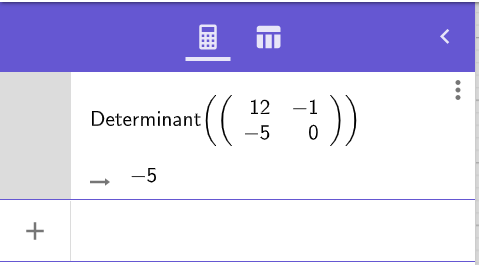 Determinant(( 12 −1
−5 0 ))
→ −5
+